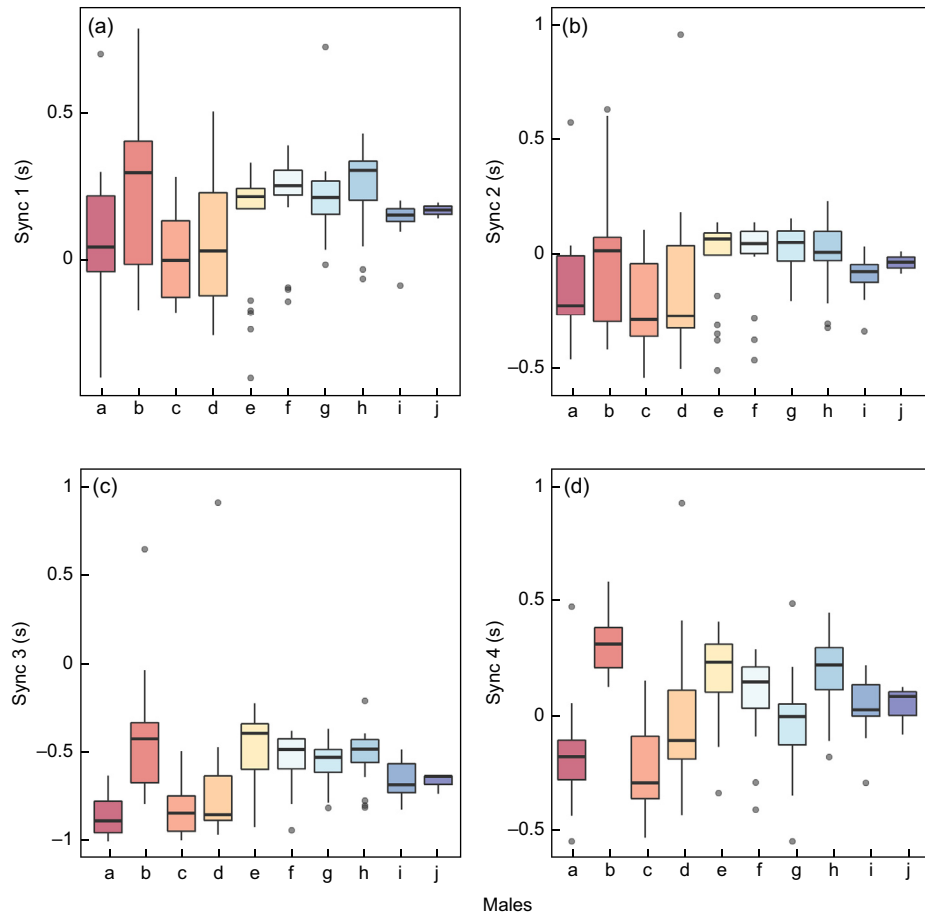 (a)
Sync 1 (s)
0.5
0
a b c d e f g h i j
(b)
Sync 2 (s)
1
0.5
0
–0.5
a b c d e f g h i j
(c)
Sync 3 (s)
1
0.5
0
–0.5
–1
a b c d e f g h i j
(d)
Sync 4 (s)
1
0.5
0
–0.5
a b c d e f g h i j
Males